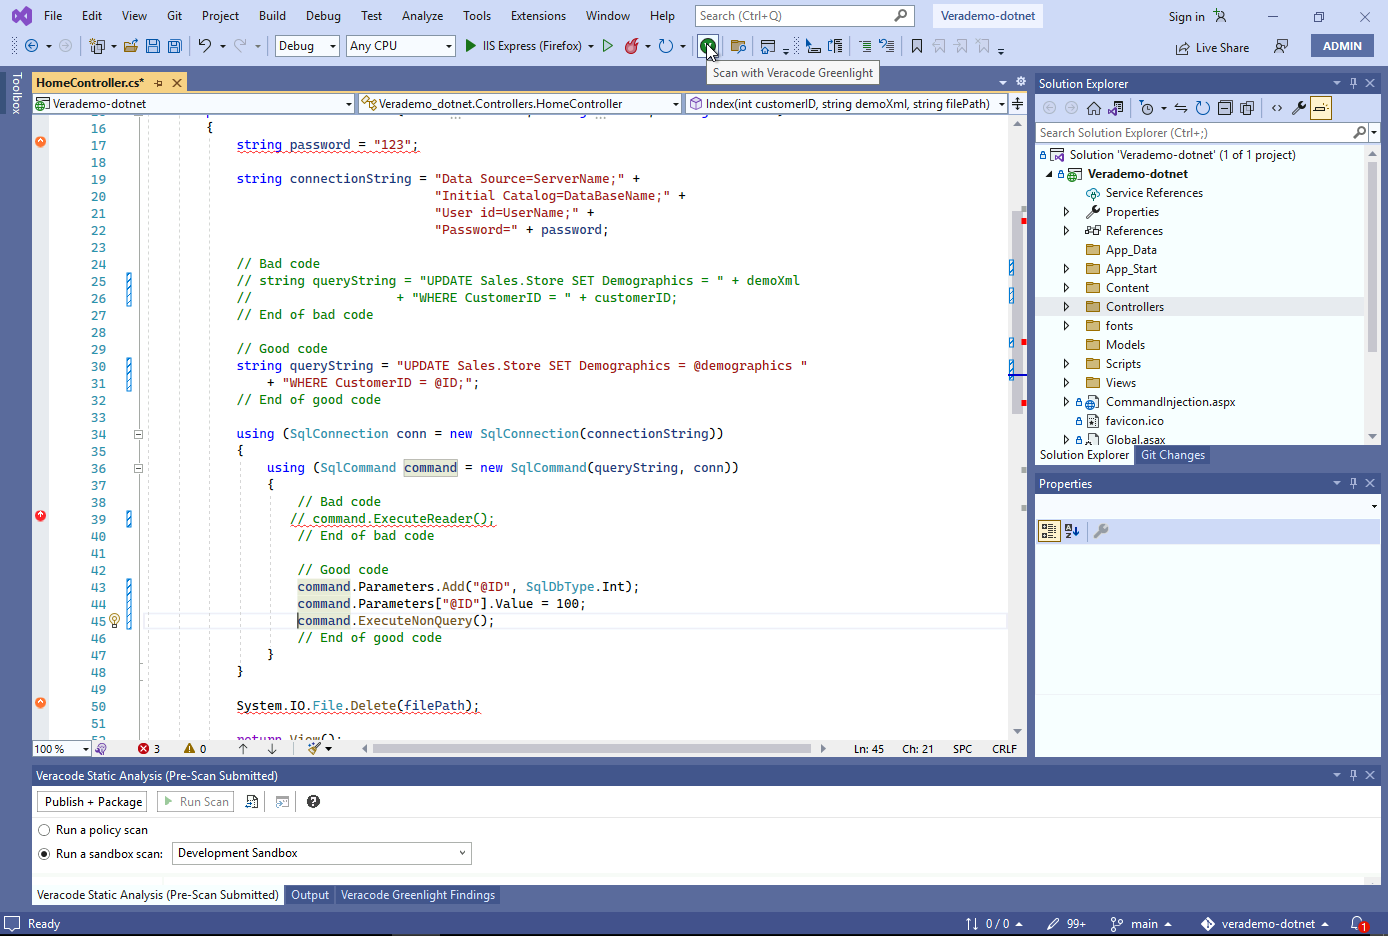 File Edit View Git Project Build Debug Test Analyze Tools Extensions Window Help Search (Ctrl+Q) Verademo-dotnet Sign in
Debug Any CPU IIS Express (Firefox) Live Share ADMIN
Scan with Veracode Greenlight
Toolbox
HomeController.cs*
Verademo-dotnet Verademo_dotnet.Controllers.HomeController Index(int customerID, string demoXml, string filePath)
16 {
17 string password = "123";
18
19 string connectionString = "Data Source=ServerName;" +
20 "Initial Catalog=DataBaseName;" +
21 "User id=UserName;" +
22 "Password=" + password;
23
24 // Bad code
25 // string queryString = "UPDATE Sales.Store SET Demographics = " + demoXml
26 // + "WHERE CustomerID = " + customerID;
27 // End of bad code
28
29 // Good code
30 string queryString = "UPDATE Sales.Store SET Demographics = @demographics "
31 + "WHERE CustomerID = @ID;";
32 // End of good code
33
34 using (SqlConnection conn = new SqlConnection(connectionString))
35 {
36 using (SqlCommand command = new SqlCommand(queryString, conn))
37 {
38 // Bad code
39 // command.ExecuteReader();
40 // End of bad code
41
42 // Good code
43 command.Parameters.Add("@ID", SqlDbType.Int);
44 command.Parameters["@ID"].Value = 100;
45 command.ExecuteNonQuery();
46 // End of good code
47 }
48 }
49
50 System.IO.File.Delete(filePath);
51
return View();
100 % 3 0 Ln: 45 Ch: 21 SPC CRLF
Solution Explorer
Search Solution Explorer (Ctrl+;)
Solution 'Verademo-dotnet' (1 of 1 project)
Verademo-dotnet
Service References
Properties
References
App_Data
App_Start
Content
Controllers
fonts
Models
Scripts
Views
CommandInjection.aspx
favicon.ico
Global.asax
Solution Explorer Git Changes
Properties
Veracode Static Analysis (Pre-Scan Submitted)
Publish + Package Run Scan
Run a policy scan
Run a sandbox scan: Development Sandbox
Veracode Static Analysis (Pre-Scan Submitted) Output Veracode Greenlight Findings
Ready 0 / 0 99+ main verademo-dotnet 1